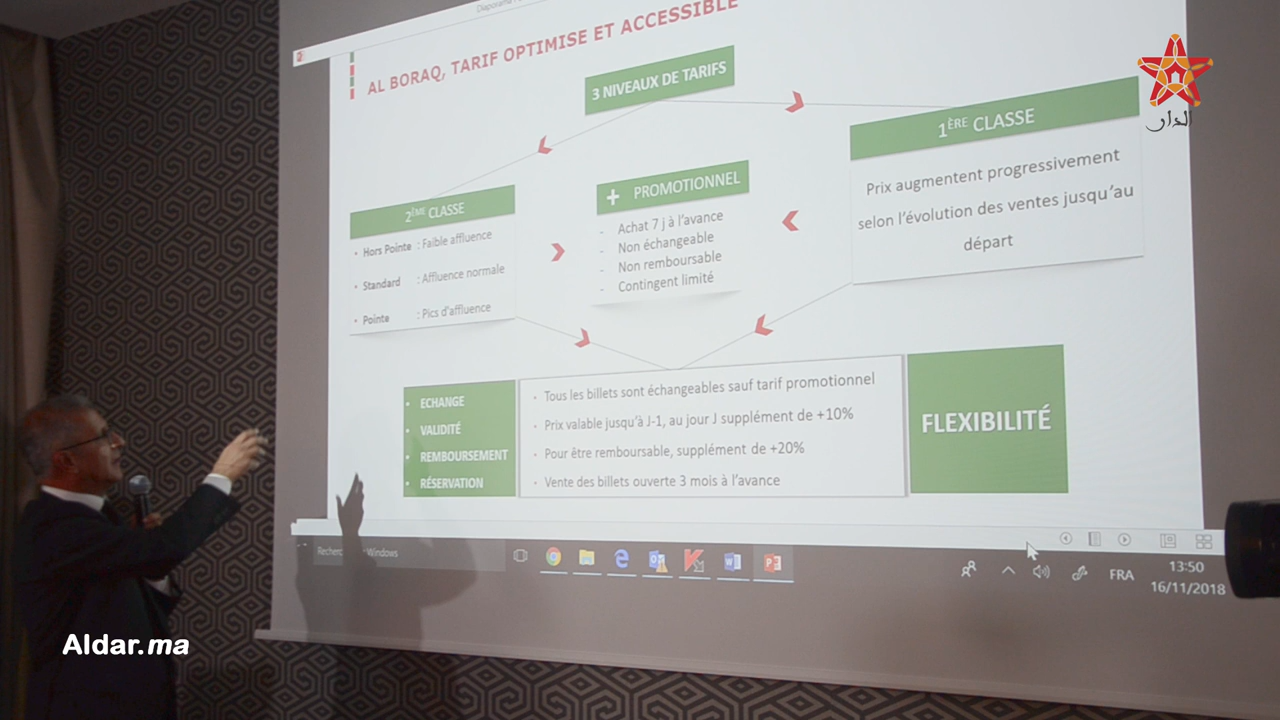 AL BORAQ, TARIF OPTIMISE ET ACCESSIBLE
3 NIVEAUX DE TARIFS
2ÈME CLASSE
• Hors Pointe : Faible affluence
• Standard : Affluence normale
• Pointe : Pics d'affluence
+ PROMOTIONNEL
- Achat 7 j à l'avance
- Non échangeable
- Non remboursable
- Contingent limité
1ÈRE CLASSE
Prix augmentent progressivement
selon l'évolution des ventes jusqu'au
départ
• ECHANGE
• VALIDITÉ
• REMBOURSEMENT
• RÉSERVATION
• Tous les billets sont échangeables sauf tarif promotionnel
• Prix valable jusqu'à J-1, au jour J supplément de +10%
• Pour être remboursable, supplément de +20%
• Vente des billets ouverte 3 mois à l'avance
FLEXIBILITÉ
Windows
FRA
13:50
16/11/2018
الدار
Aldar.ma